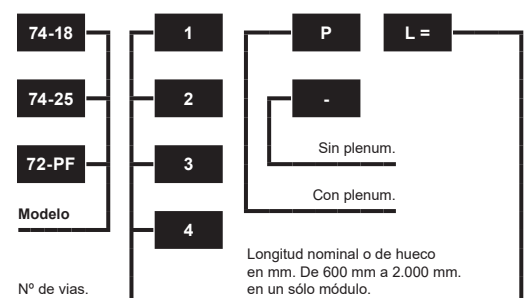 74-18 1 P L =
74-25 2 -
Sin plenum.
72-PF 3
Con plenum.
Modelo
4
Longitud nominal o de hueco
en mm. De 600 mm a 2.000 mm.
Nº de vias. en un sólo módulo.